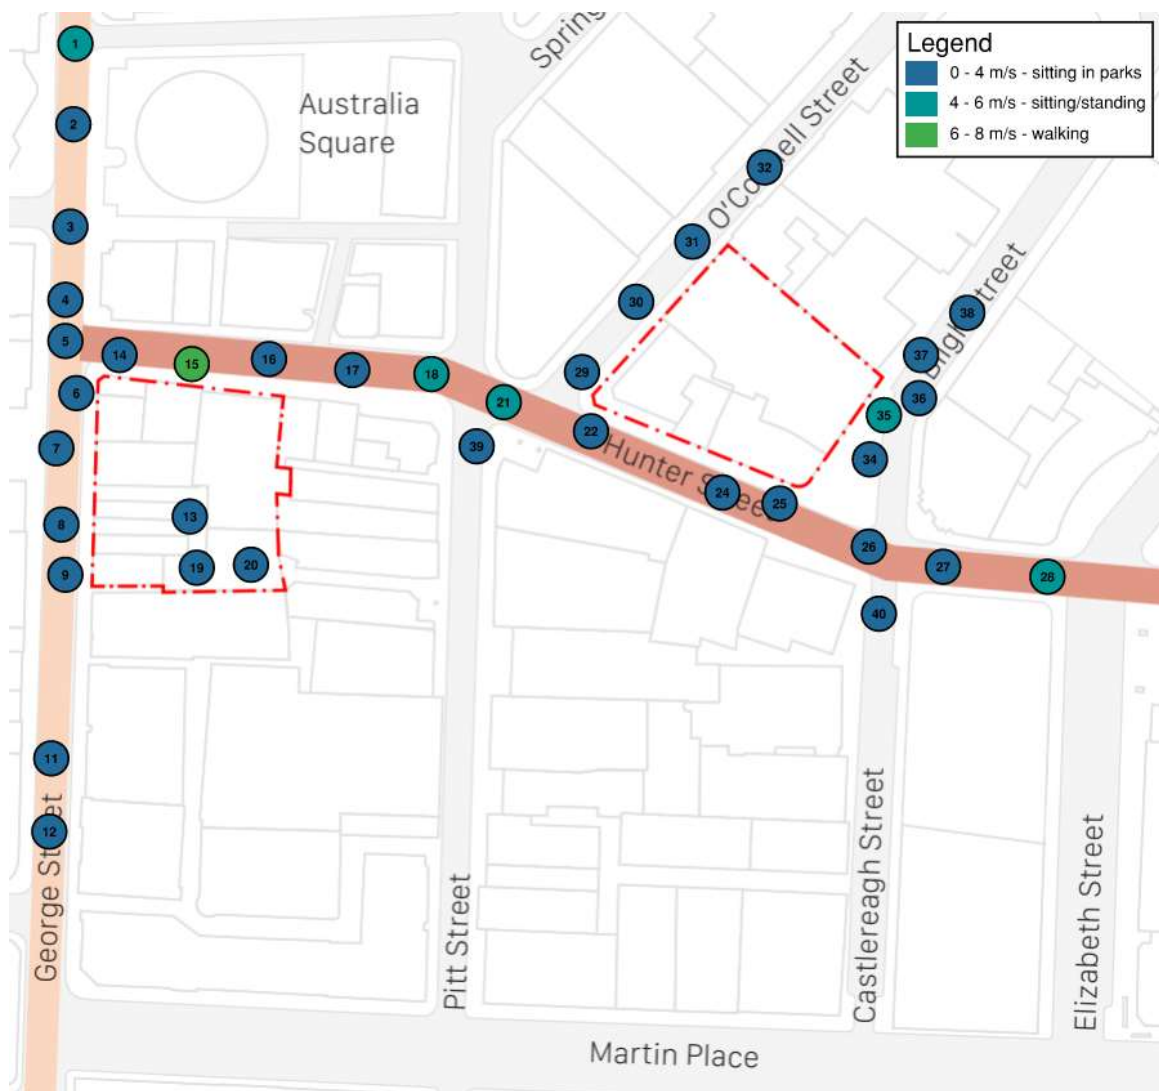 Legend
0 - 4 m/s - sitting in parks
4 - 6 m/s - sitting/standing
6 - 8 m/s - walking
Spring
O'Connell Street
Australia
Square
1
2
3
4
5
6
7
8
9
11
12
13
14
15
16
17
18
19
20
21
22
24
25
26
27
28
29
30
31
32
34
35
36
37
38
39
40
Bligh Street
Hunter Street
George Street
Pitt Street
Castlereagh Street
Elizabeth Street
Martin Place